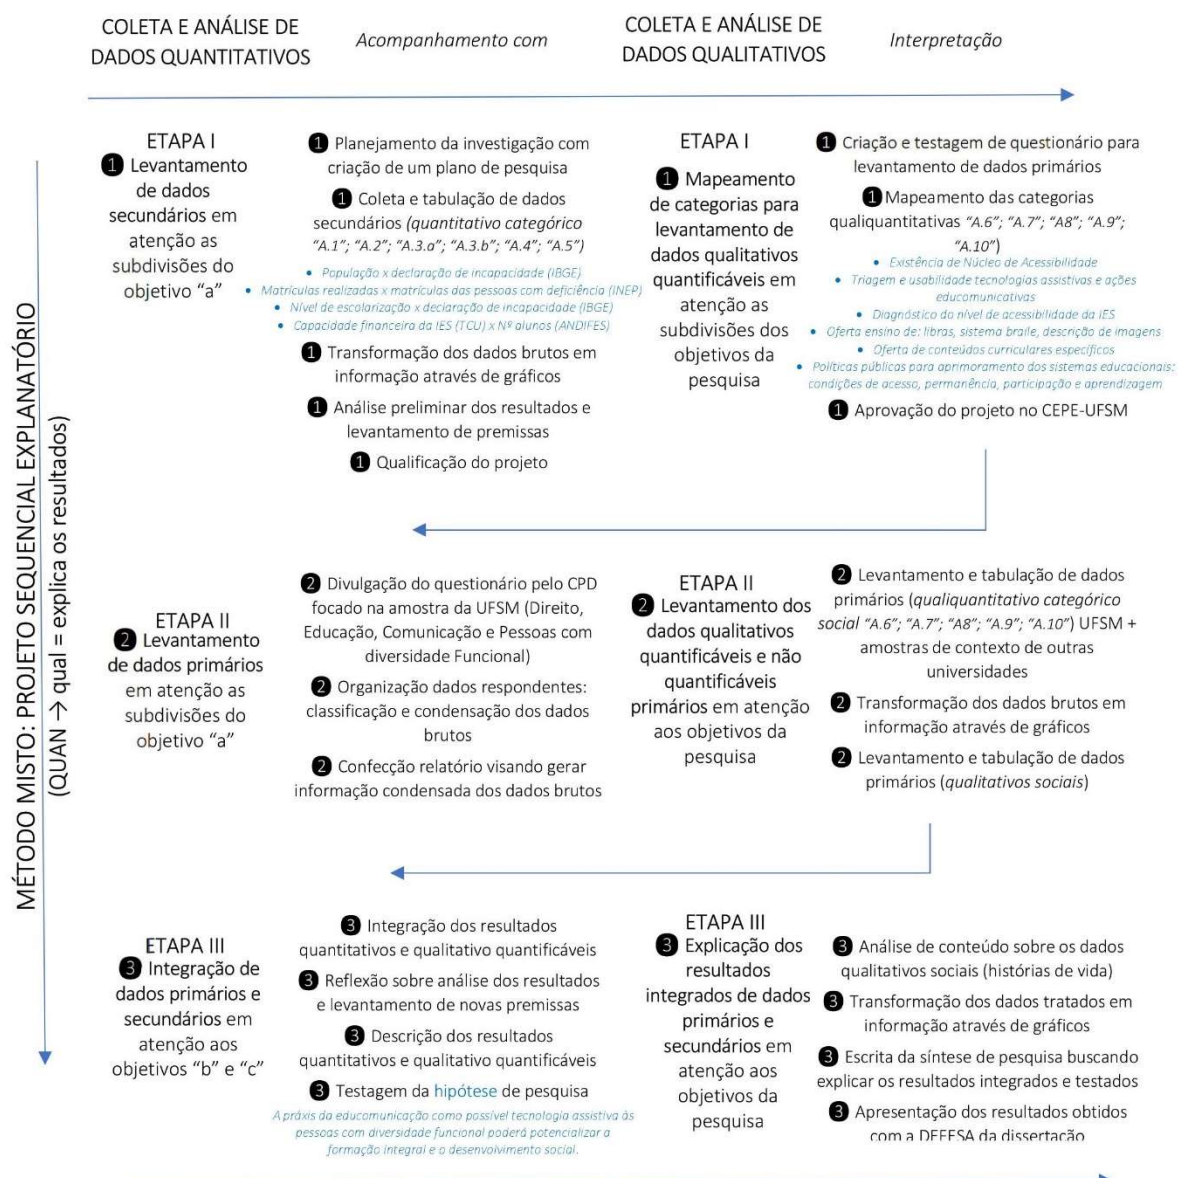 COLETA E ANÁLISE DE
DADOS QUANTITATIVOS
Acompanhamento com
COLETA E ANÁLISE DE
DADOS QUALITATIVOS
Interpretação
MÉTODO MISTO: PROJETO SEQUENCIAL EXPLANATÓRIO
(QUAN → qual = explica os resultados)
ETAPA I
1 Levantamento
de dados
secundários em
atenção as
subdivisões do
objetivo “a”
1 Planejamento da investigação com
criação de um plano de pesquisa
1 Coleta e tabulação de dados
secundários (quantitativo categórico
“A.1”; “A.2”; “A.3.a”; “A.3.b”; “A.4”; “A.5”)
• População x declaração de incapacidade (IBGE)
• Matrículas realizadas x matrículas das pessoas com deficiência (INEP)
• Nível de escolarização x declaração de incapacidade (IBGE)
• Capacidade financeira da IES (TCU) x Nº alunos (ANDIFES)
1 Transformação dos dados brutos em
informação através de gráficos
1 Análise preliminar dos resultados e
levantamento de premissas
1 Qualificação do projeto
ETAPA I
1 Mapeamento
de categorias para
levantamento de
dados qualitativos
quantificáveis em
atenção as
subdivisões dos
objetivos da
pesquisa
1 Criação e testagem de questionário para
levantamento de dados primários
1 Mapeamento das categorias
qualiquantitativas “A.6”; “A.7”; “A8”; “A.9”;
“A.10”)
• Existência de Núcleo de Acessibilidade
• Triagem e usabilidade tecnologias assistivas e ações
educomunicativas
• Diagnóstico do nível de acessibilidade da IES
• Oferta ensino de: libras, sistema braile, descrição de imagens
• Oferta de conteúdos curriculares específicos
• Políticas públicas para aprimoramento dos sistemas educacionais:
condições de acesso, permanência, participação e aprendizagem
1 Aprovação do projeto no CEPE-UFSM
ETAPA II
2 Levantamento
de dados primários
em atenção as
subdivisões do
objetivo “a”
2 Divulgação do questionário pelo CPD
focado na amostra da UFSM (Direito,
Educação, Comunicação e Pessoas com
diversidade Funcional)
2 Organização dados respondentes:
classificação e condensação dos dados
brutos
2 Confecção relatório visando gerar
informação condensada dos dados brutos
ETAPA II
2 Levantamento dos
dados qualitativos
quantificáveis e não
quantificáveis
primários em atenção
aos objetivos da
pesquisa
2 Levantamento e tabulação de dados
primários (qualiquantitativo categórico
social “A.6”; “A.7”; “A8”; “A.9”; “A.10”) UFSM +
amostras de contexto de outras
universidades
2 Transformação dos dados brutos em
informação através de gráficos
2 Levantamento e tabulação de dados
primários (qualitativos sociais)
ETAPA III
3 Integração de
dados primários e
secundários em
atenção aos
objetivos “b” e “c”
3 Integração dos resultados
quantitativos e qualitativo quantificáveis
3 Reflexão sobre análise dos resultados
e levantamento de novas premissas
3 Descrição dos resultados
quantitativos e qualitativo quantificáveis
3 Testagem da hipótese de pesquisa
A práxis da educomunicação como possível tecnologia assistiva às
pessoas com diversidade funcional poderá potencializar a
formação integral e o desenvolvimento social.
ETAPA III
3 Explicação dos
resultados
integrados de dados
primários e
secundários em
atenção aos
objetivos da
pesquisa
3 Análise de conteúdo sobre os dados
qualitativos sociais (histórias de vida)
3 Transformação dos dados tratados em
informação através de gráficos
3 Escrita da síntese de pesquisa buscando
explicar os resultados integrados e testados
3 Apresentação dos resultados obtidos
com a DEFESA da dissertação